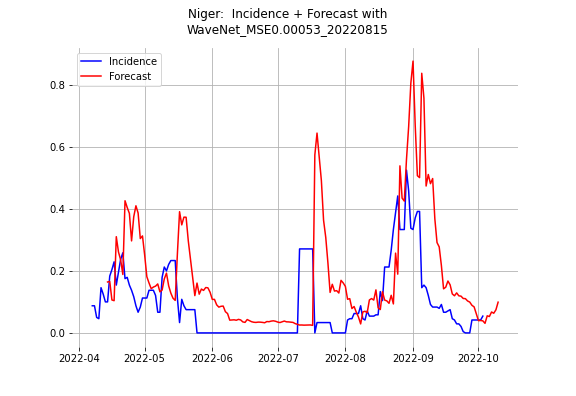 Niger:  Incidence + Forecast with
WaveNet_MSE0.00053_20220815
Incidence
Forecast
0.8
0.6
0.4
0.2
0.0
2022-04 2022-05 2022-06 2022-07 2022-08 2022-09 2022-10